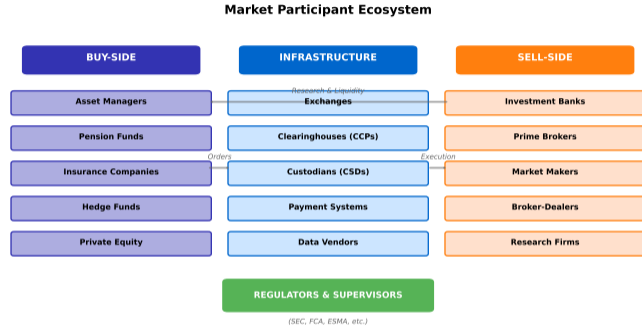 Market Participant Ecosystem
BUY-SIDE
INFRASTRUCTURE
SELL-SIDE
Research & Liquidity
Asset Managers
Exchanges
Investment Banks
Pension Funds
Clearinghouses (CCPs)
Prime Brokers
Orders
Execution
Insurance Companies
Custodians (CSDs)
Market Makers
Hedge Funds
Payment Systems
Broker-Dealers
Private Equity
Data Vendors
Research Firms
REGULATORS & SUPERVISORS
(SEC, FCA, ESMA, etc.)